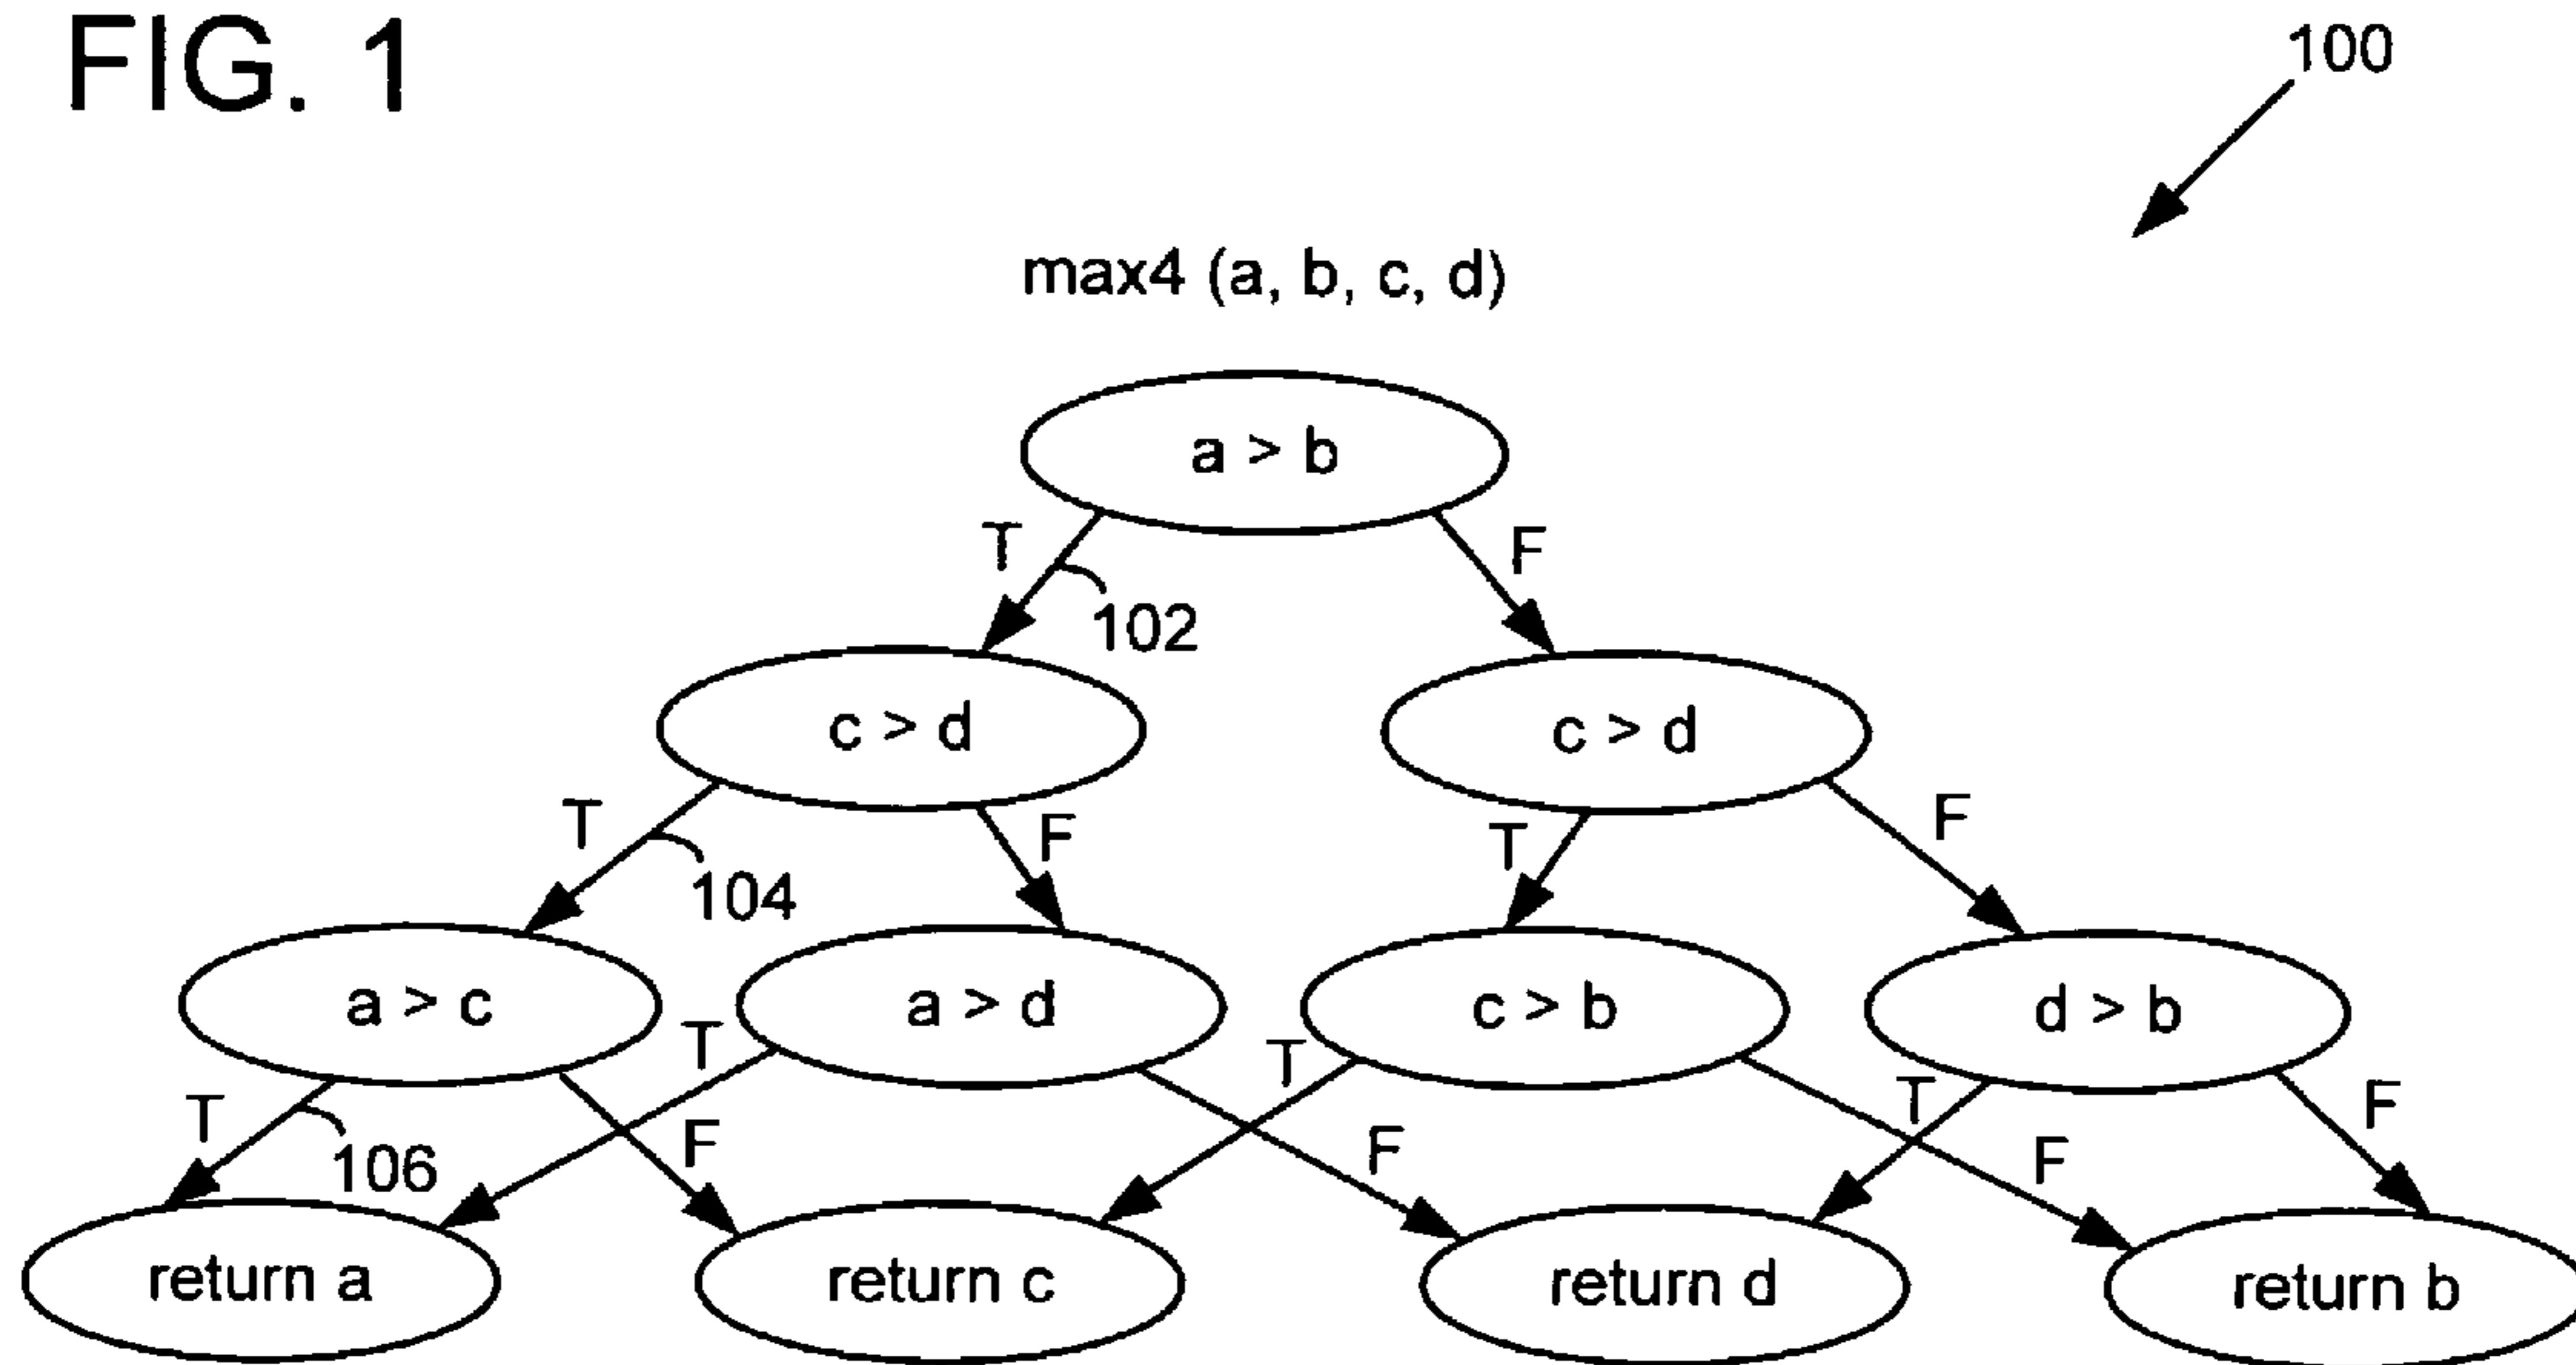 FIG. 1
100
max4 (a, b, c, d)
a > b
T
F
102
c > d
c > d
T
F
T
F
104
a > c
a > d
c > b
d > b
T
T
T
T
F
106
F
F
F
return a
return c
return d
return b